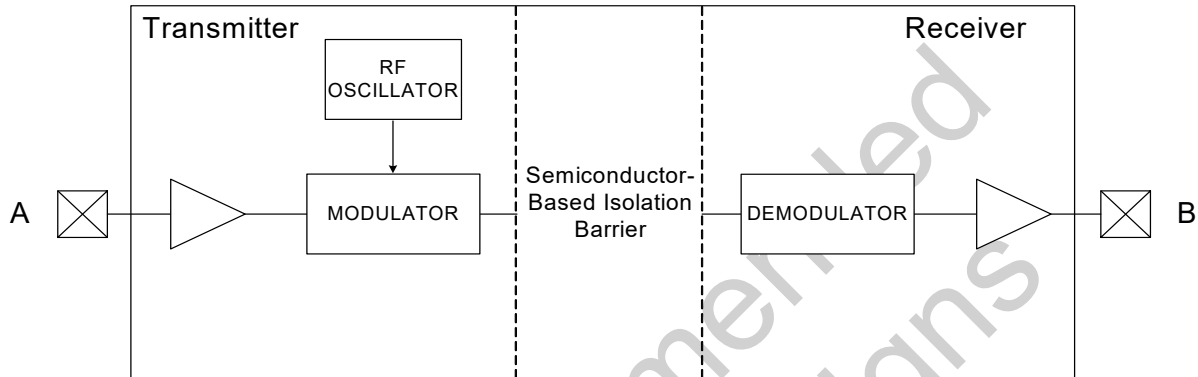 Transmitter
Receiver
RF
OSCILLATOR
Semiconductor-
Based Isolation
Barrier
A
MODULATOR
DEMODULATOR
B